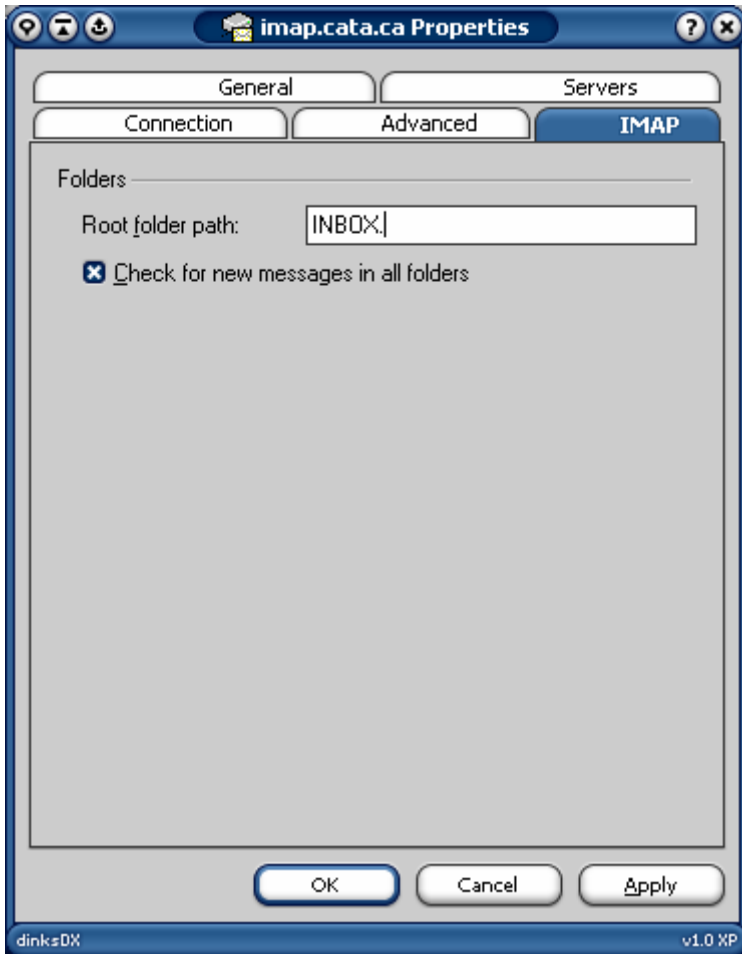 imap.cata.ca Properties
General Servers
Connection Advanced IMAP
Folders
Root folder path: INBOX.
Check for new messages in all folders
OK Cancel Apply
dinksDX v1.0 XP